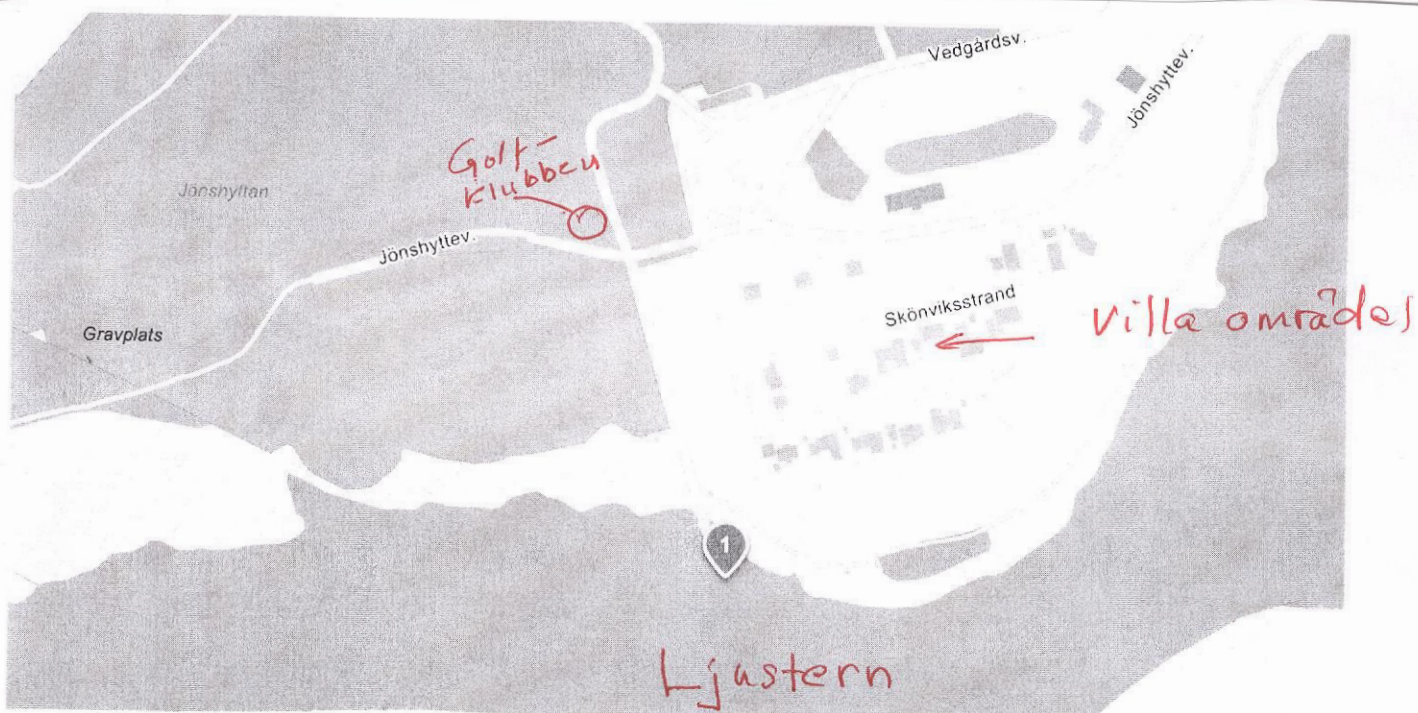 Vedgårdsv.
Jönshyttev.
Golf-
klubben
Jönshyttan
Jönshyttev.
Skönviksstrand
Villa områdes
Gravplats
1
Ljustern